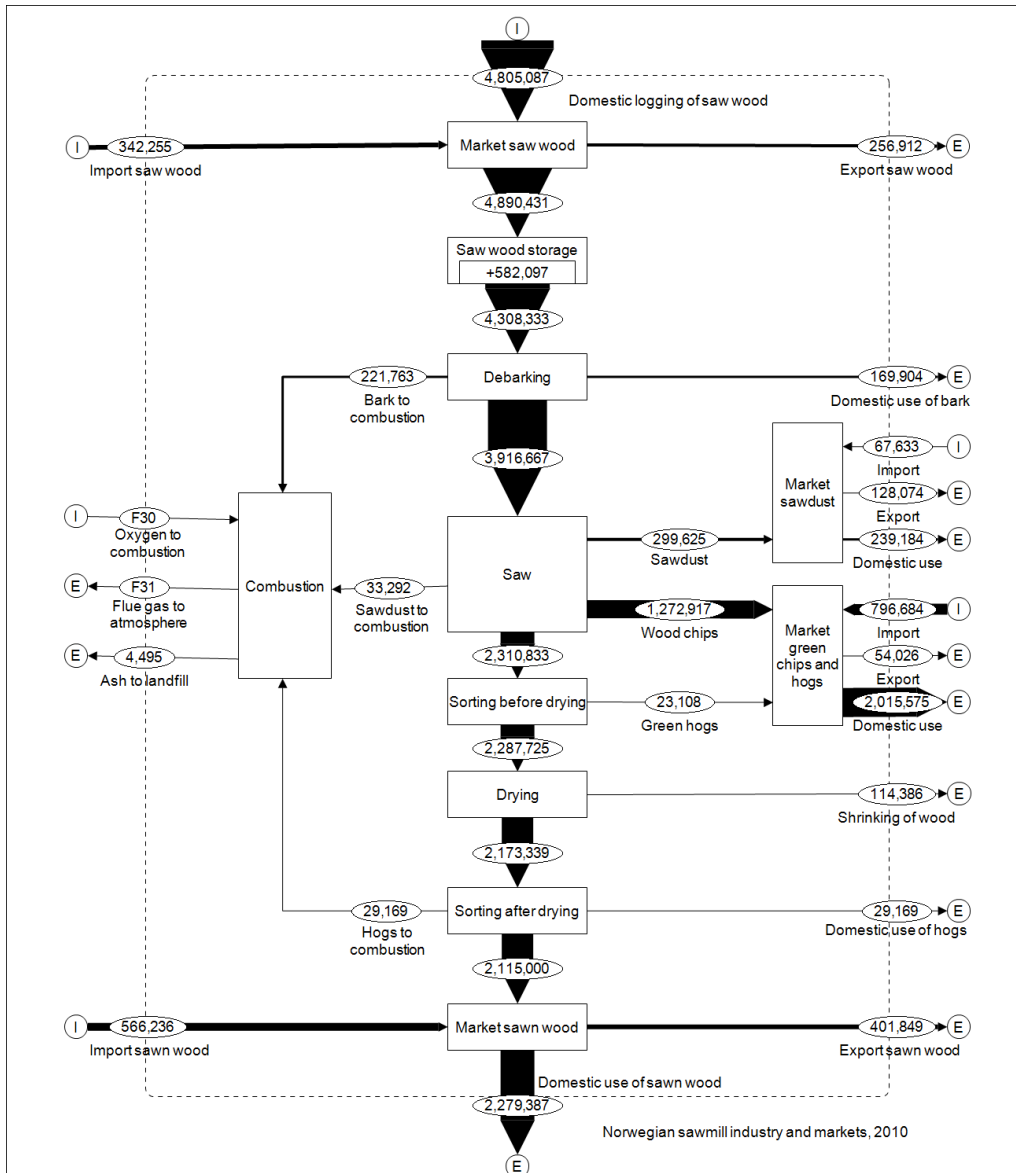 I
4,805,087
Domestic logging of saw wood
I
342,255
Import saw wood
Market saw wood
256,912
E
Export saw wood
4,890,431
Saw wood storage
+582,097
4,308,333
221,763
Bark to
combustion
Debarking
169,904
E
Domestic use of bark
3,916,667
Market
sawdust
67,633
I
Import
128,074
E
Export
239,184
E
Domestic use
I
F30
Oxygen to
combustion
F31
E
Flue gas to
atmosphere
4,495
E
Ash to landfill
Combustion
33,292
Sawdust to
combustion
Saw
299,625
Sawdust
1,272,917
Wood chips
Market
green
chips and
hogs
796,684
I
Import
54,026
E
Export
2,015,575
E
Domestic use
2,310,833
Sorting before drying
23,108
Green hogs
2,287,725
Drying
114,386
E
Shrinking of wood
2,173,339
29,169
Hogs to
combustion
Sorting after drying
29,169
E
Domestic use of hogs
2,115,000
I
566,236
Import sawn wood
Market sawn wood
401,849
E
Export sawn wood
Domestic use of sawn wood
2,279,387
E
Norwegian sawmill industry and markets, 2010